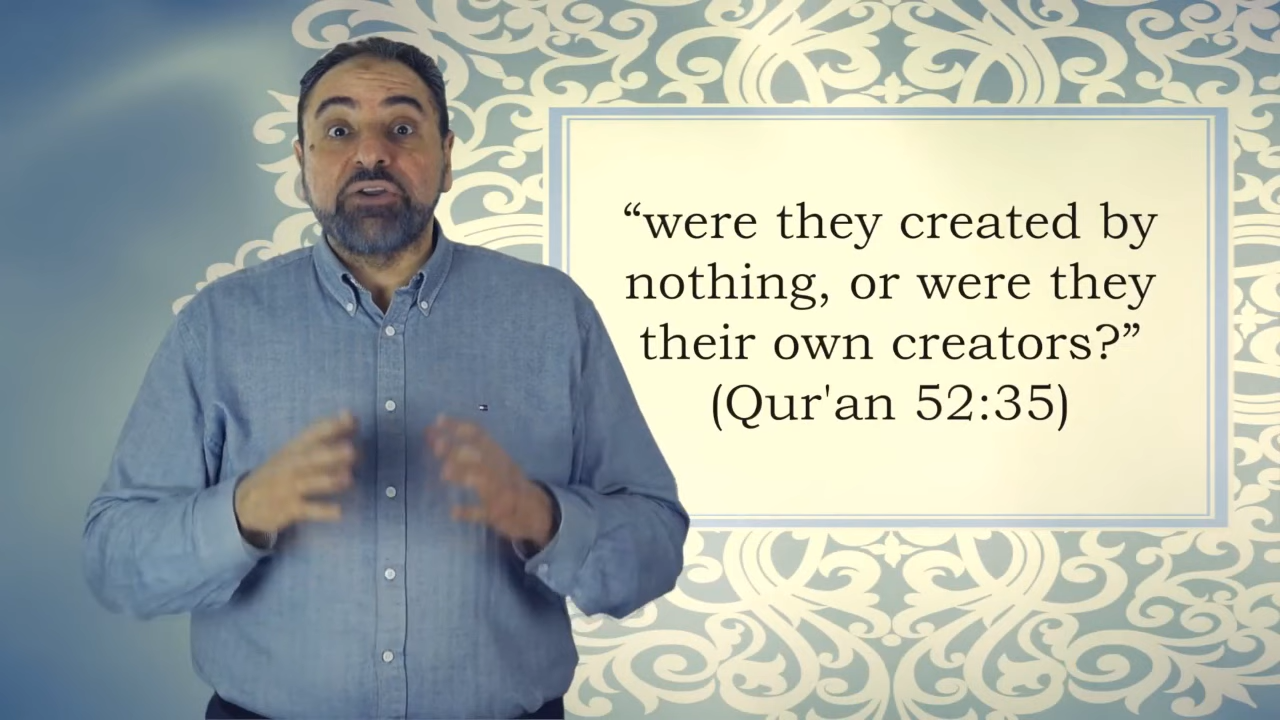 “were they created by
nothing, or were they
their own creators?”
(Qur'an 52:35)